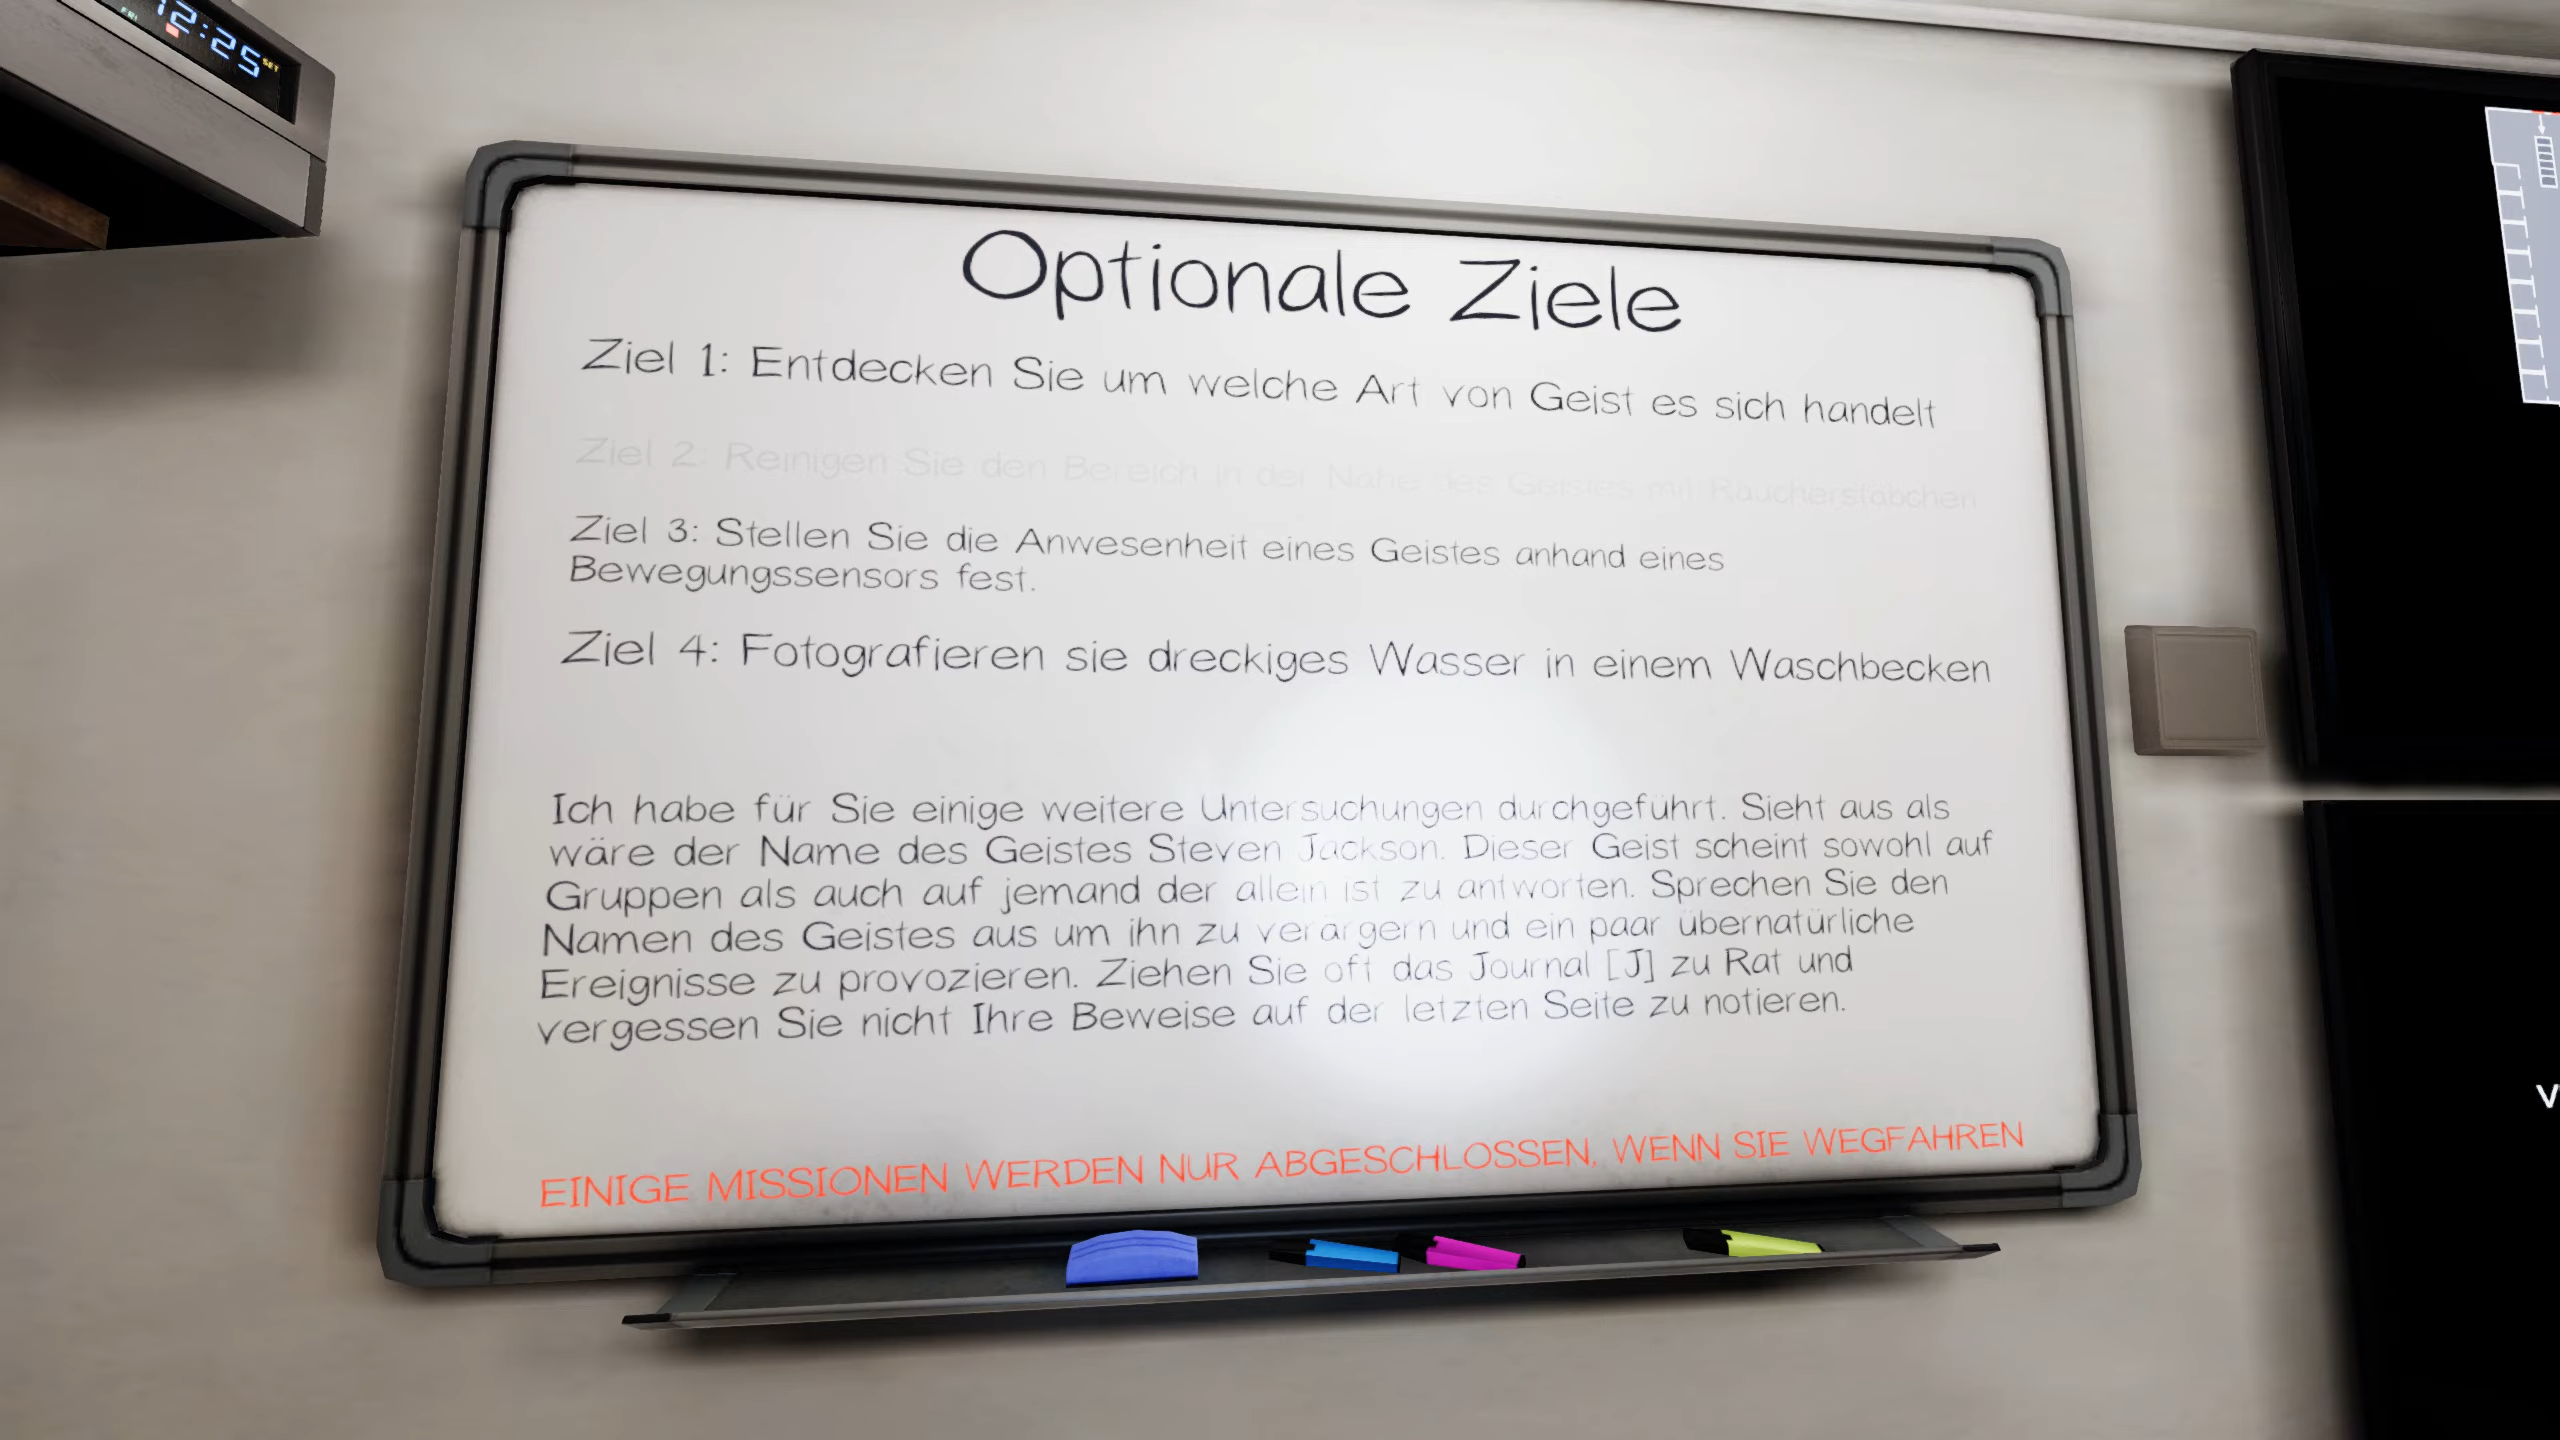 FRI 12:25 SET
Optionale Ziele
Ziel 1: Entdecken Sie um welche Art von Geist es sich handelt
Ziel 2: Reinigen Sie den Bereich in der Nähe des Geistes mit Räucherstäbchen
Ziel 3: Stellen Sie die Anwesenheit eines Geistes anhand eines
Bewegungssensors fest.
Ziel 4: Fotografieren sie dreckiges Wasser in einem Waschbecken
Ich habe für Sie einige weitere Untersuchungen durchgeführt. Sieht aus als
wäre der Name des Geistes Steven Jackson. Dieser Geist scheint sowohl auf
Gruppen als auch auf jemand der allein ist zu antworten. Sprechen Sie den
Namen des Geistes aus um ihn zu verärgern und ein paar übernatürliche
Ereignisse zu provozieren. Ziehen Sie oft das Journal [J] zu Rat und
vergessen Sie nicht Ihre Beweise auf der letzten Seite zu notieren.
EINIGE MISSIONEN WERDEN NUR ABGESCHLOSSEN, WENN SIE WEGFAHREN